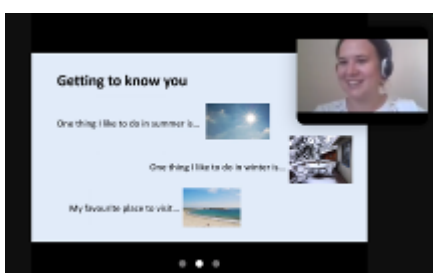 Getting to know you
One thing I like to do in summer is...
One thing I like to do in winter is...
My favourite place to visit...